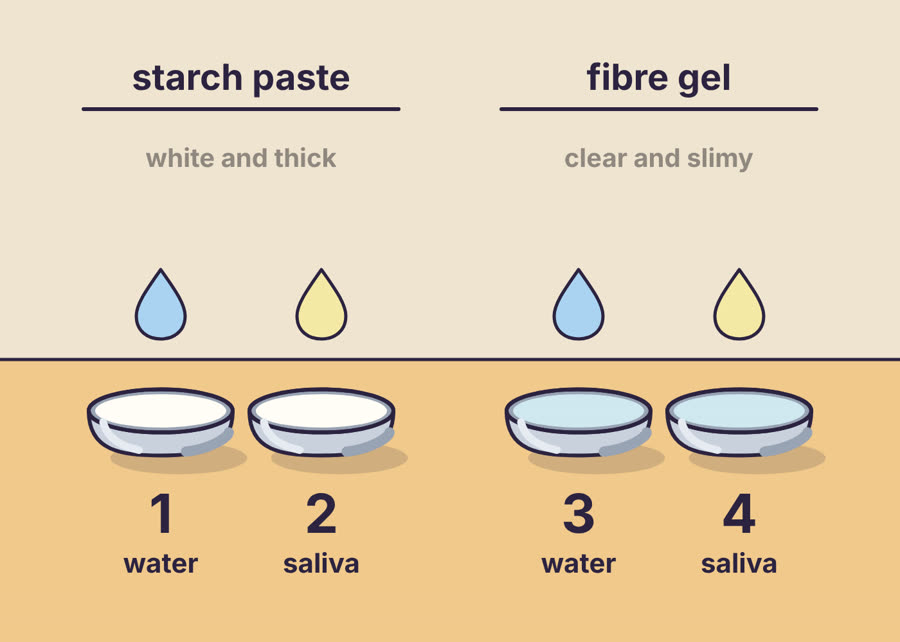 starch paste
white and thick
fibre gel
clear and slimy
1
water
2
saliva
3
water
4
saliva